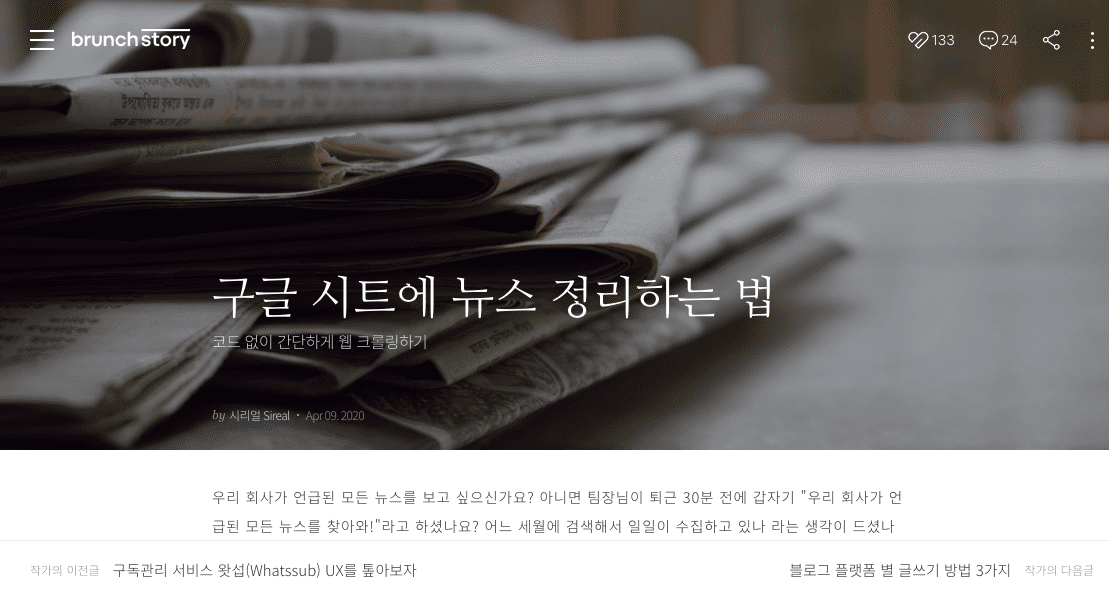 brunch story
133
24
구글 시트에 뉴스 정리하는 법
코드 없이 간단하게 웹 크롤링하기
by 시리얼 Sireal · Apr 09. 2020
우리 회사가 언급된 모든 뉴스를 보고 싶으신가요? 아니면 팀장님이 퇴근 30분 전에 갑자기 "우리 회사가 언
급된 모든 뉴스를 찾아와!"라고 하셨나요? 어느 세월에 검색해서 일일이 수집하고 있나 라는 생각이 드셨나
작가의 이전글 구독관리 서비스 왓섭(Whatssub) UX를 톺아보자
블로그 플랫폼 별 글쓰기 방법 3가지 작가의 다음글